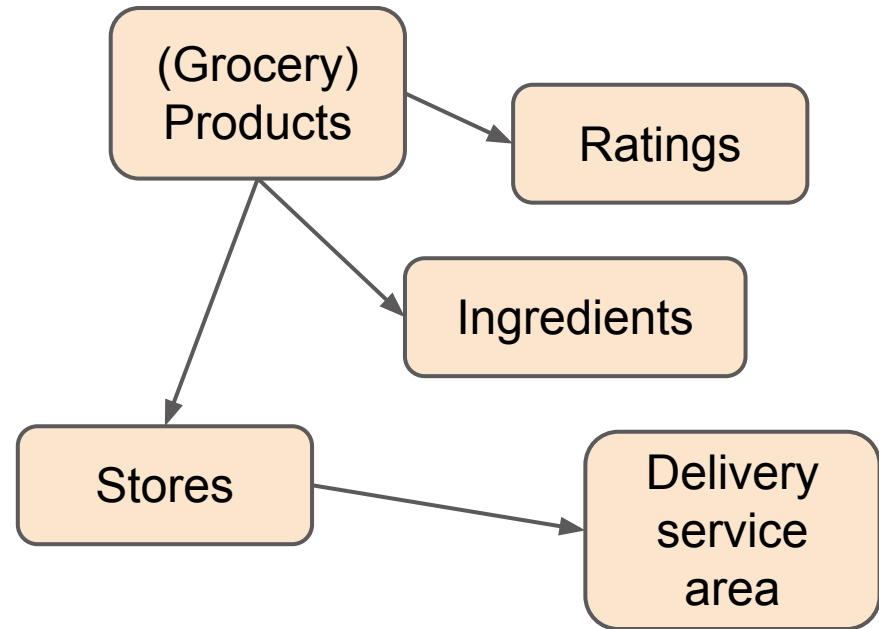 (Grocery)
Products
Ratings
Ingredients
Stores
Delivery
service
area